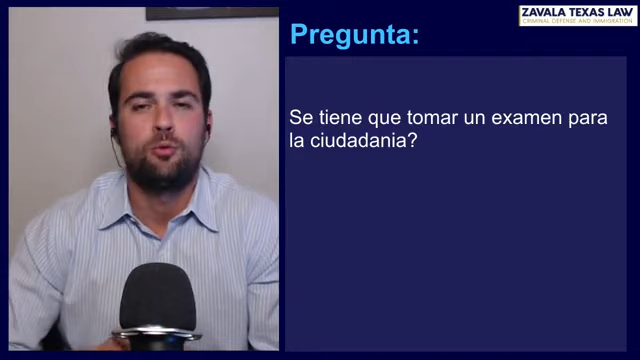 ZAVALA TEXAS LAW
CRIMINAL DEFENSE AND IMMIGRATION
Pregunta:
Se tiene que tomar un examen para
la ciudadania?